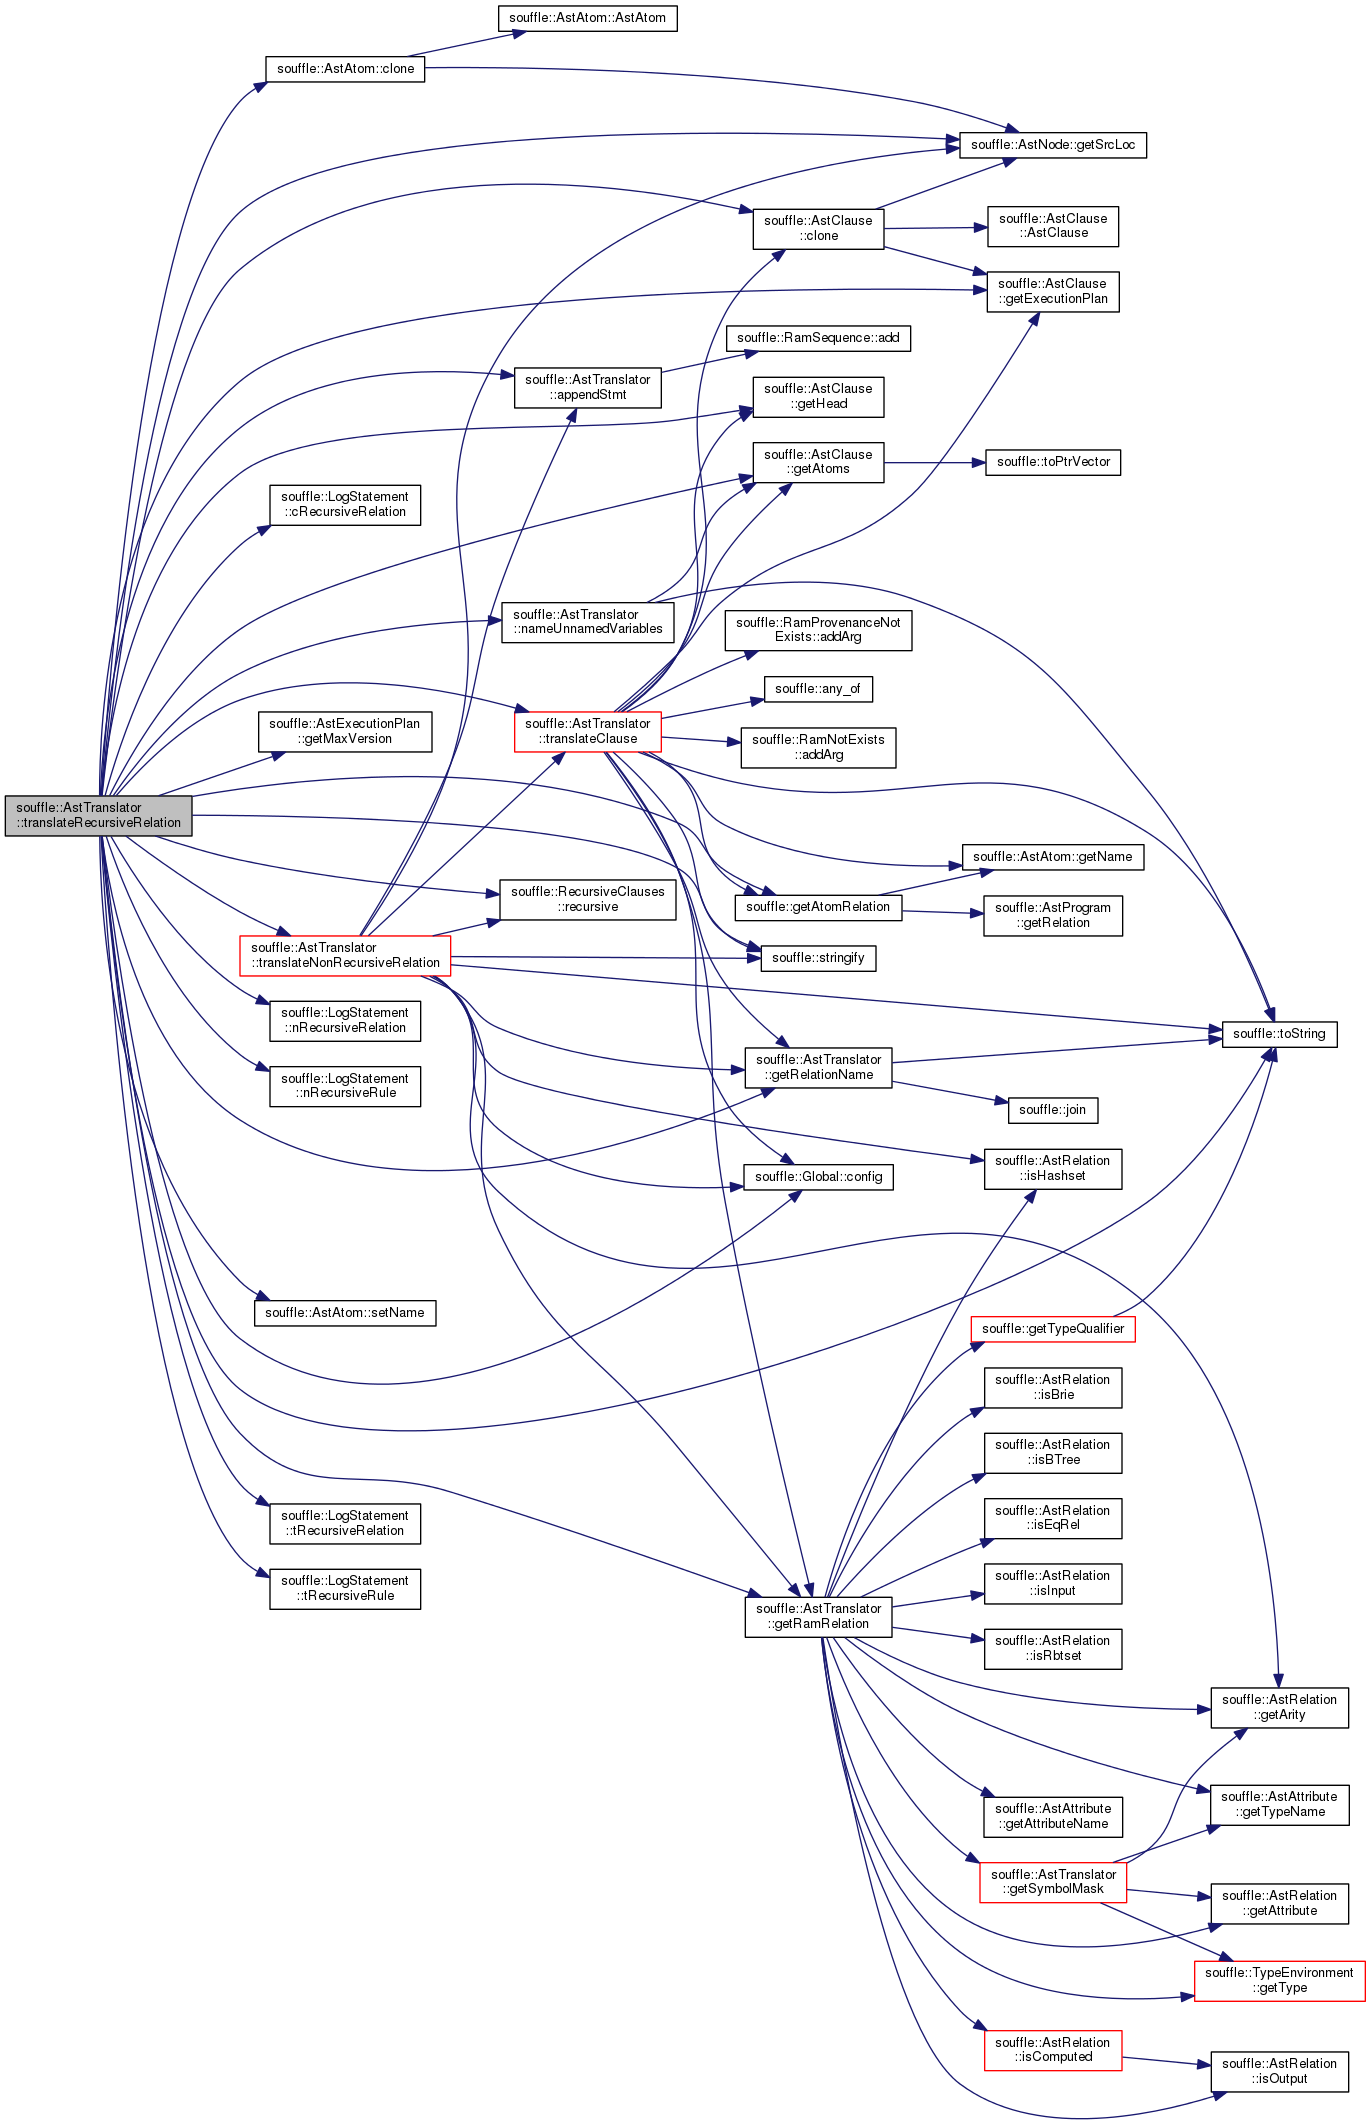 souffle::AstAtom::AstAtom
souffle::AstAtom::clone
souffle::AstNode::getSrcLoc
souffle::AstClause
::clone
souffle::AstClause
::AstClause
souffle::AstClause
::getExecutionPlan
souffle::RamSequence::add
souffle::AstTranslator
::appendStmt
souffle::AstClause
::getHead
souffle::AstClause
::getAtoms
souffle::toPtrVector
souffle::LogStatement
::cRecursiveRelation
souffle::AstTranslator
::nameUnnamedVariables
souffle::RamProvenanceNot
Exists::addArg
souffle::any_of
souffle::AstExecutionPlan
::getMaxVersion
souffle::AstTranslator
::translateClause
souffle::RamNotExists
::addArg
souffle::AstTranslator
::translateRecursiveRelation
souffle::AstAtom::getName
souffle::RecursiveClauses
::recursive
souffle::getAtomRelation
souffle::AstProgram
::getRelation
souffle::AstTranslator
::translateNonRecursiveRelation
souffle::stringify
souffle::LogStatement
::nRecursiveRelation
souffle::toString
souffle::LogStatement
::nRecursiveRule
souffle::AstTranslator
::getRelationName
souffle::join
souffle::Global::config
souffle::AstRelation
::isHashset
souffle::AstAtom::setName
souffle::getTypeQualifier
souffle::AstRelation
::isBrie
souffle::AstRelation
::isBTree
souffle::LogStatement
::tRecursiveRelation
souffle::AstRelation
::isEqRel
souffle::LogStatement
::tRecursiveRule
souffle::AstRelation
::isInput
souffle::AstTranslator
::getRamRelation
souffle::AstRelation
::isRbtset
souffle::AstRelation
::getArity
souffle::AstAttribute
::getAttributeName
souffle::AstAttribute
::getTypeName
souffle::AstTranslator
::getSymbolMask
souffle::AstRelation
::getAttribute
souffle::TypeEnvironment
::getType
souffle::AstRelation
::isComputed
souffle::AstRelation
::isOutput